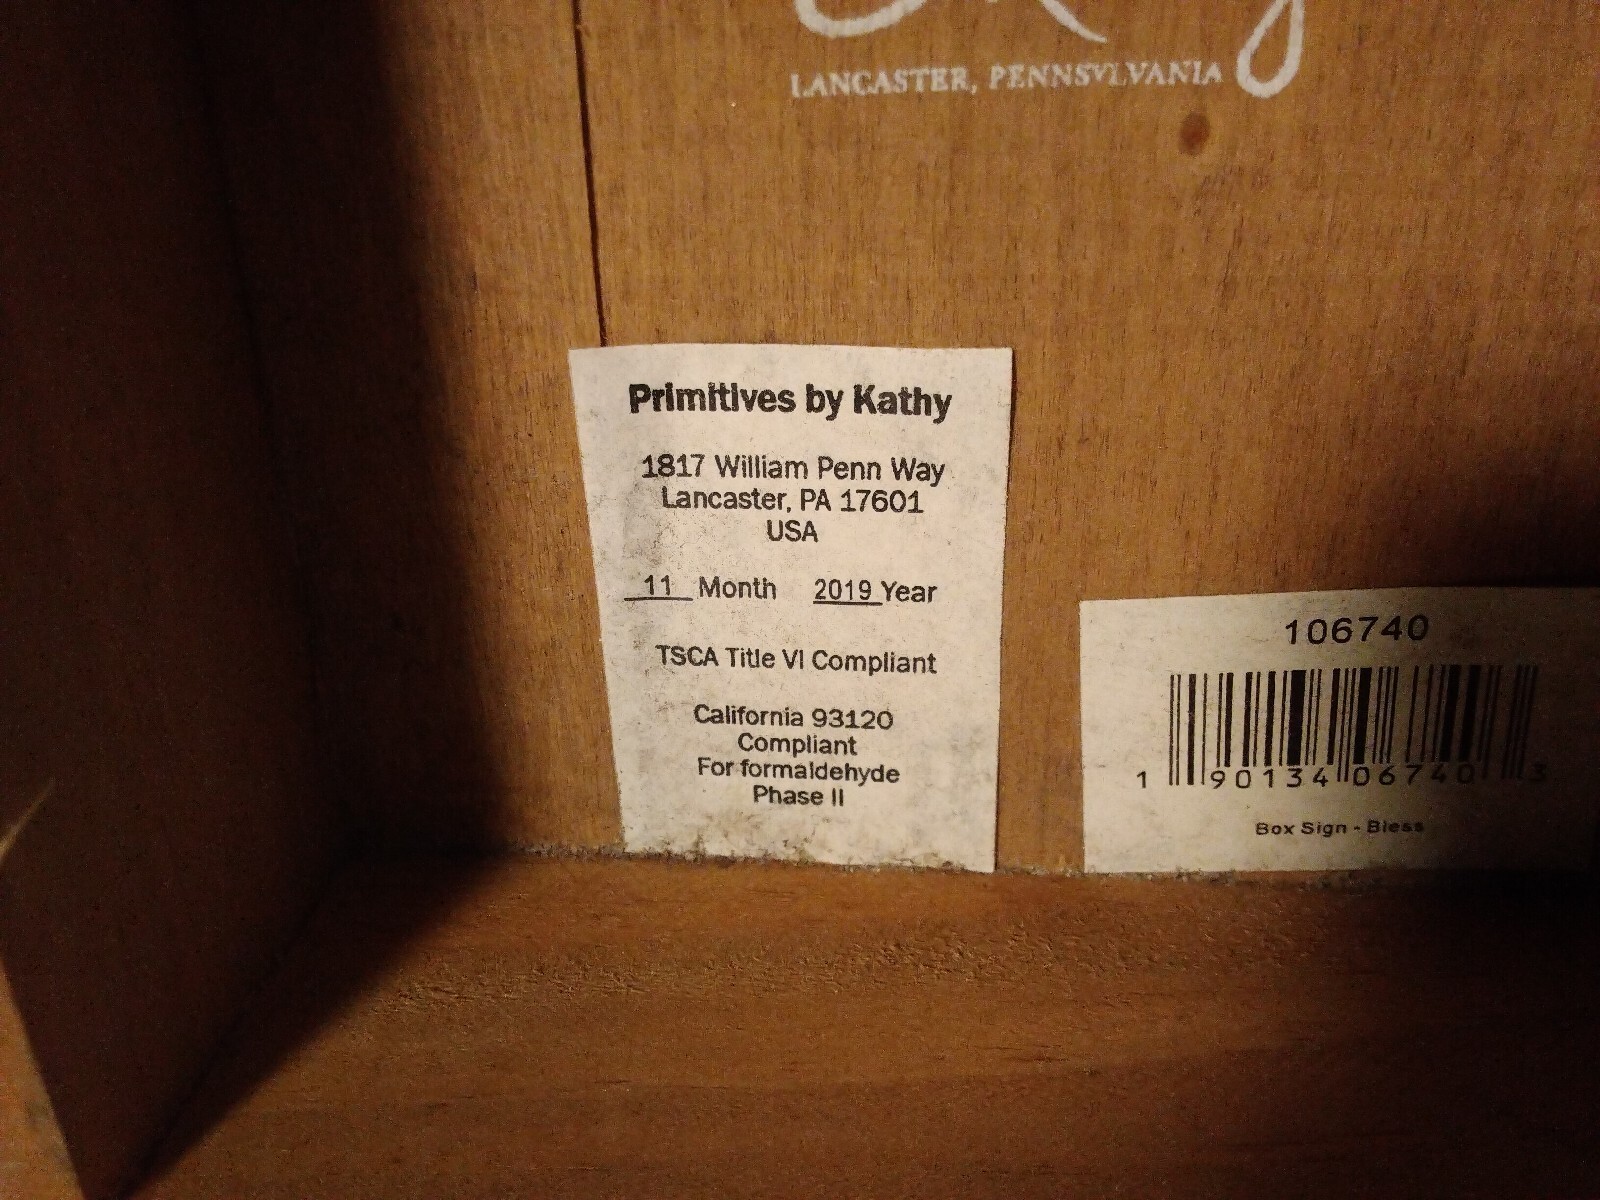 LANCASTER, PENNSYLVANIA
Primitives by Kathy
1817 William Penn Way
Lancaster, PA 17601
USA
11 Month 2019 Year
TSCA Title VI Compliant
California 93120
Compliant
For formaldehyde
Phase II
106740
1 90134 06740 3
Box Sign - Bless